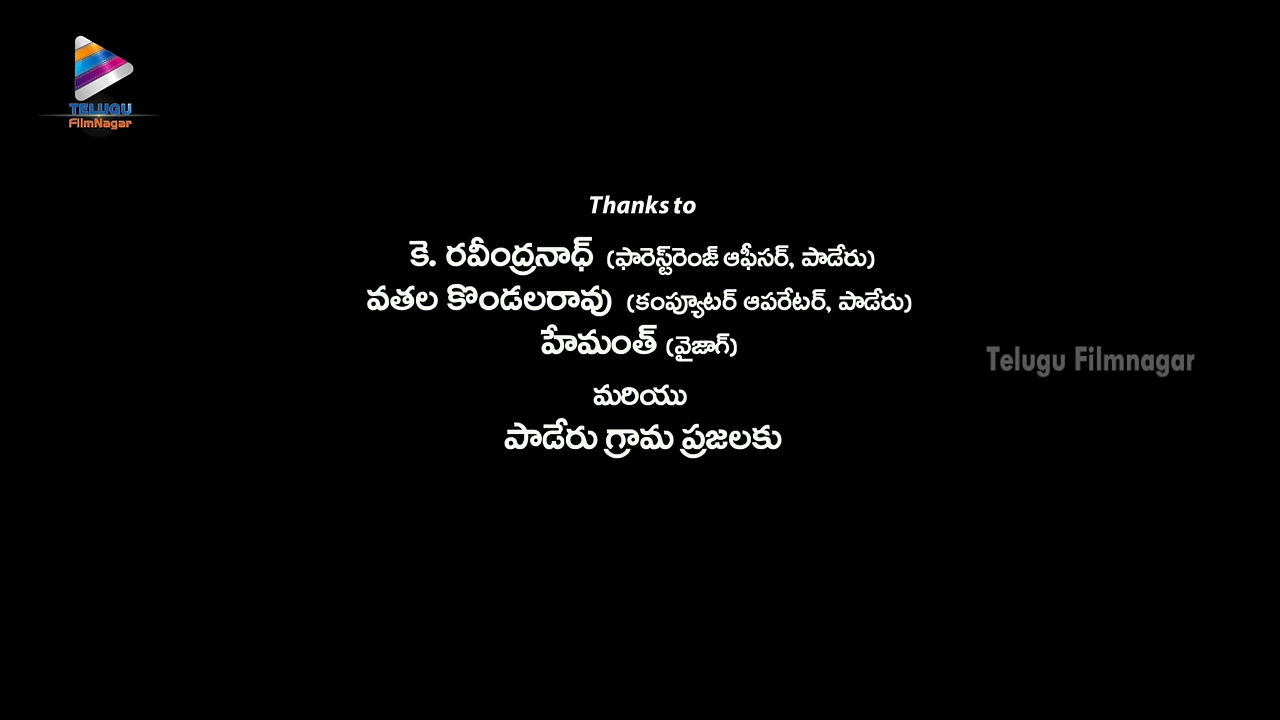 TELUGU
FilmNagar
Thanks to
కె. రవీంద్రనాధ్ (ఫారెస్ట్‌రెంజ్ ఆఫీసర్, పాడేరు)
వతల కొండలరావు (కంప్యూటర్ ఆపరేటర్, పాడేరు)
హేమంత్ (వైజాగ్)
Telugu Filmnagar
మరియు
పాడేరు గ్రామ ప్రజలకు